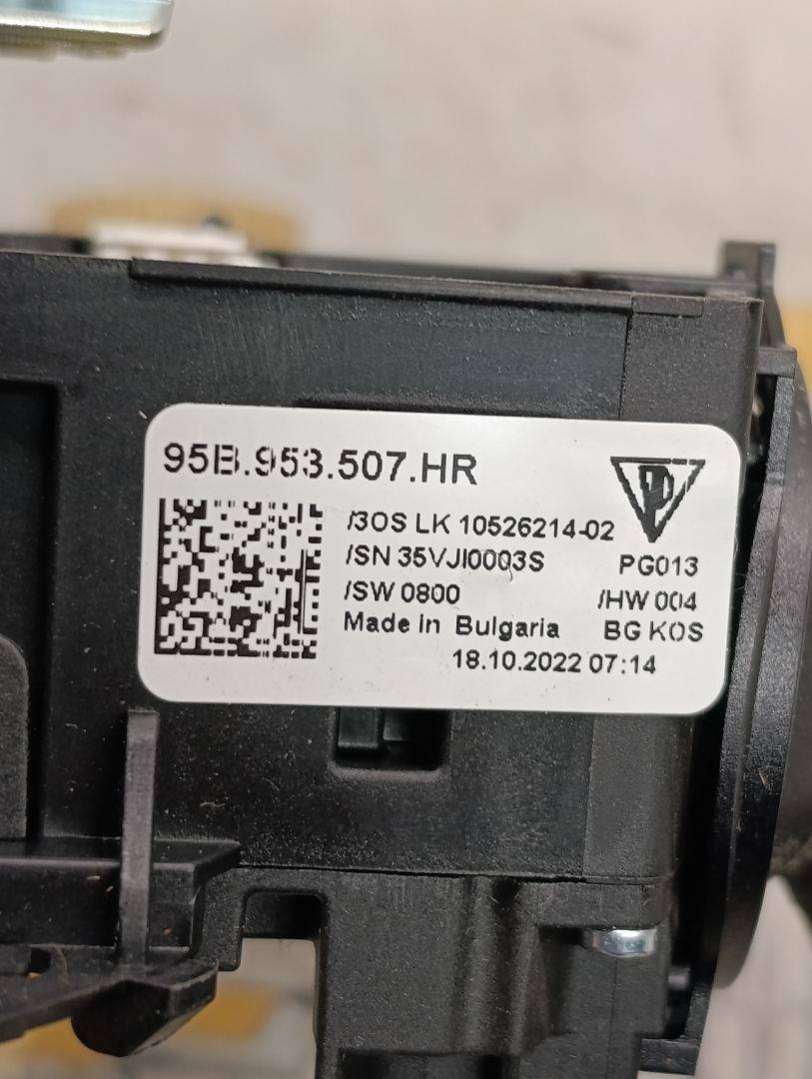 95B.953.507.HR
/3OS LK 10526214-02
/SN 35VJI0003S PG013
/SW 0800 /HW 004
Made in Bulgaria BG KOS
18.10.2022 07:14